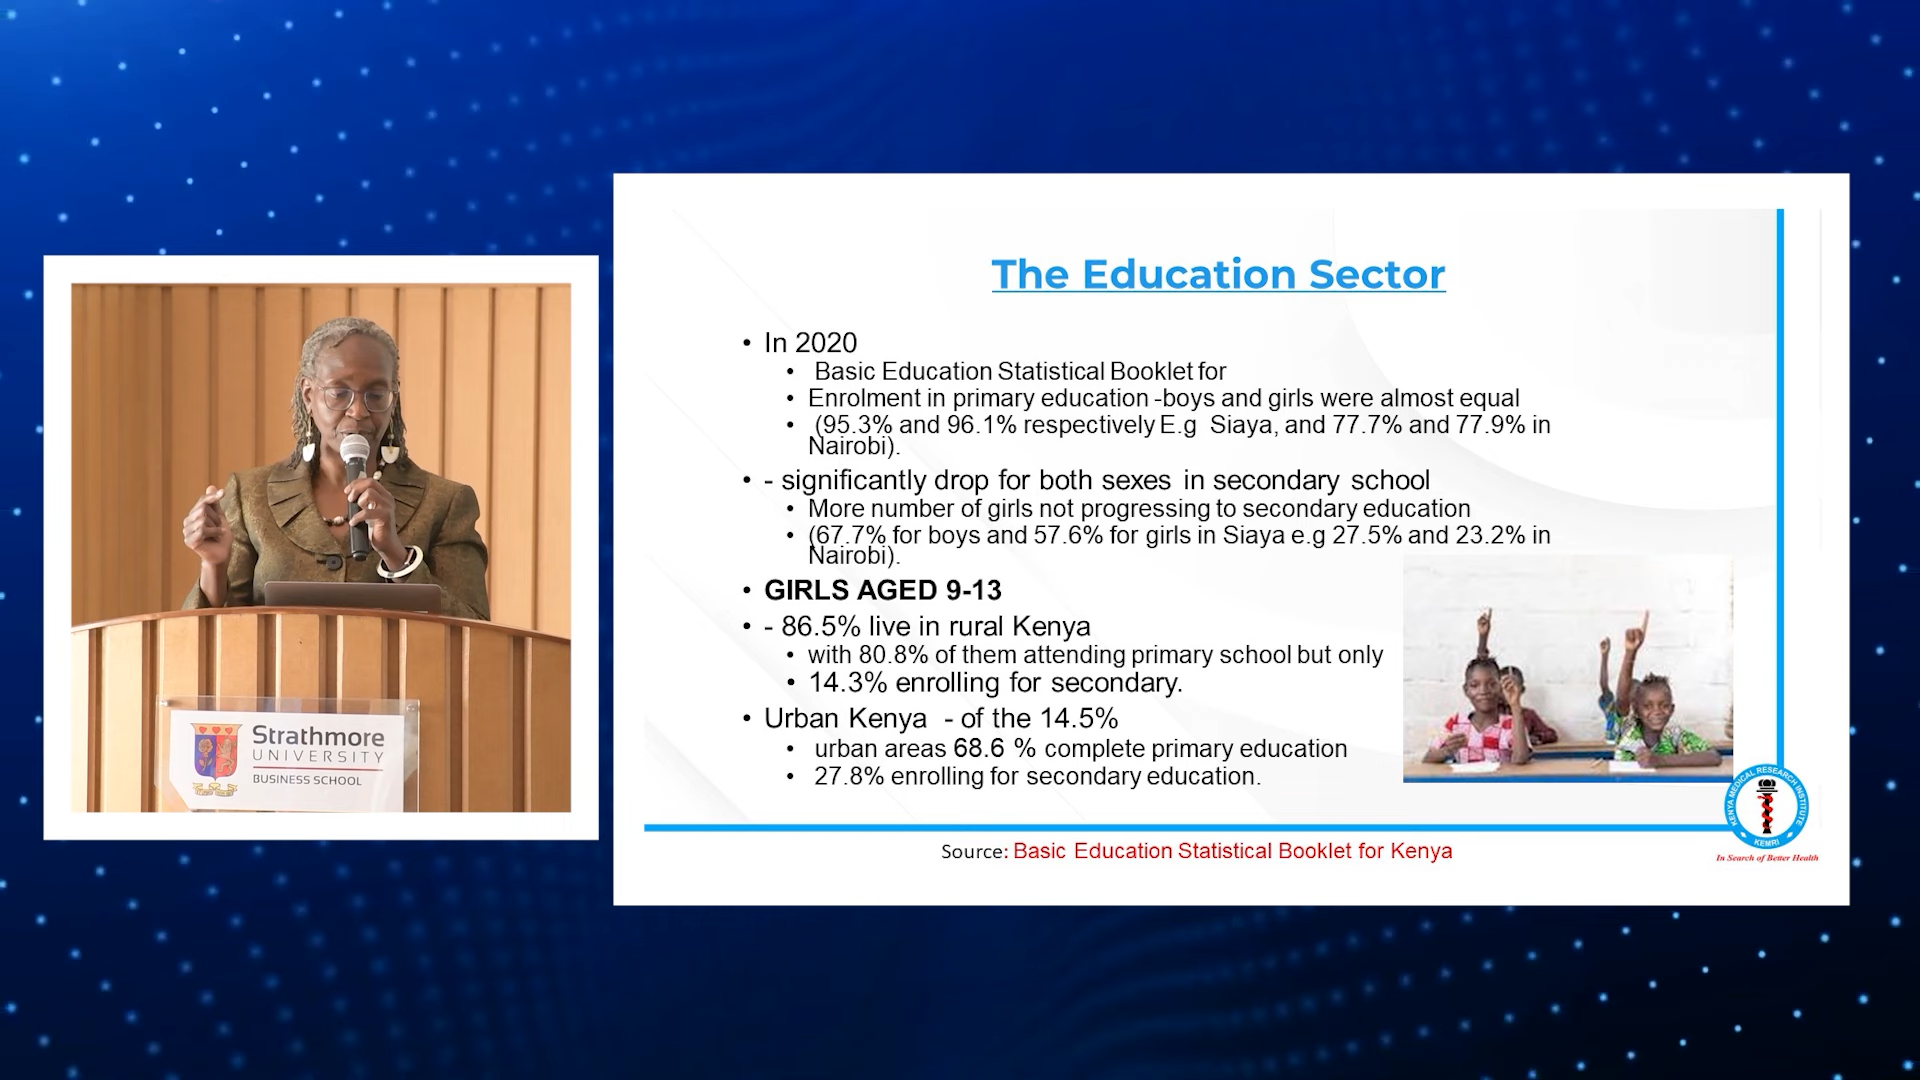 The Education Sector
• In 2020
• Basic Education Statistical Booklet for
• Enrolment in primary education -boys and girls were almost equal
• (95.3% and 96.1% respectively E.g Siaya, and 77.7% and 77.9% in
Nairobi).
• - significantly drop for both sexes in secondary school
• More number of girls not progressing to secondary education
• (67.7% for boys and 57.6% for girls in Siaya e.g 27.5% and 23.2% in
Nairobi).
• GIRLS AGED 9-13
• - 86.5% live in rural Kenya
• with 80.8% of them attending primary school but only
• 14.3% enrolling for secondary.
• Urban Kenya - of the 14.5%
• urban areas 68.6 % complete primary education
• 27.8% enrolling for secondary education.
Source: Basic Education Statistical Booklet for Kenya
KENYA MEDICAL RESEARCH INSTITUTE
KEMRI
In Search of Better Health
Strathmore
UNIVERSITY
BUSINESS SCHOOL